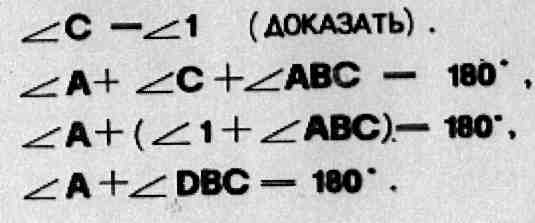 ∠C — ∠1 (ДОКАЗАТЬ).
∠A + ∠C + ∠ABC — 180°,
∠A + (∠1 + ∠ABC) — 180°,
∠A + ∠DBC = 180°.